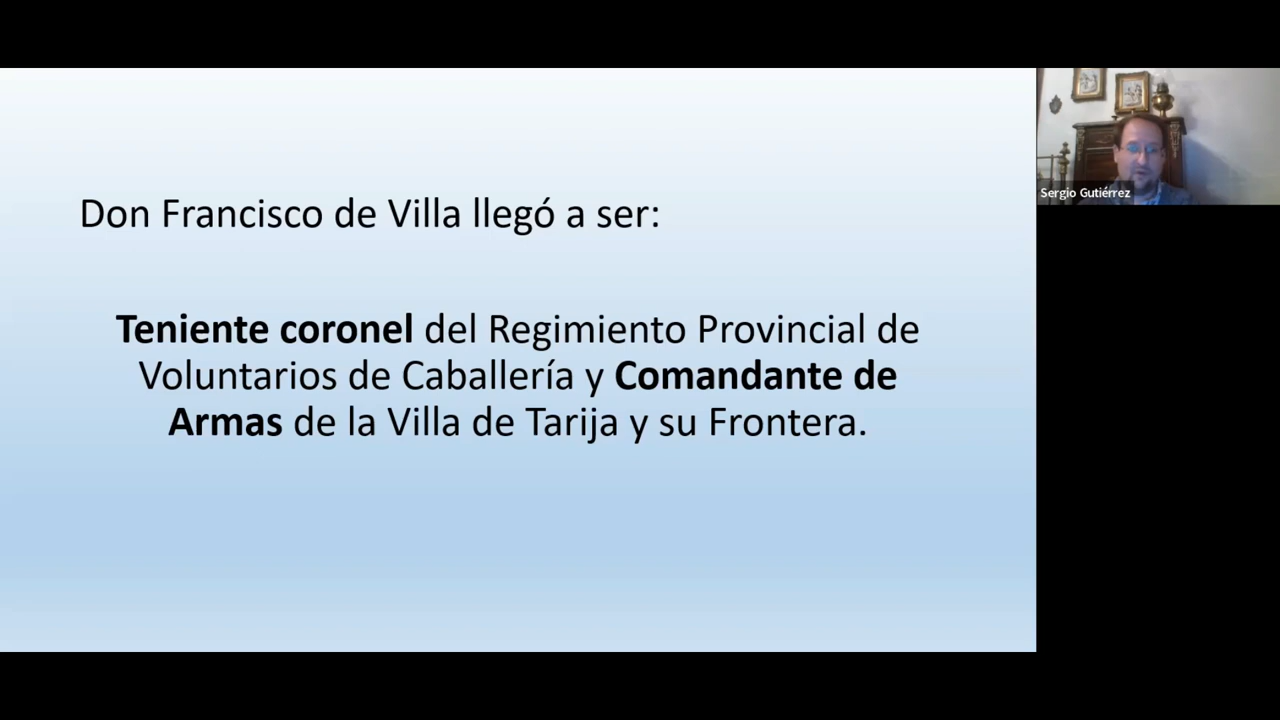 Don Francisco de Villa llegó a ser:
Teniente coronel del Regimiento Provincial de
Voluntarios de Caballería y Comandante de
Armas de la Villa de Tarija y su Frontera.
Sergio Gutiérrez